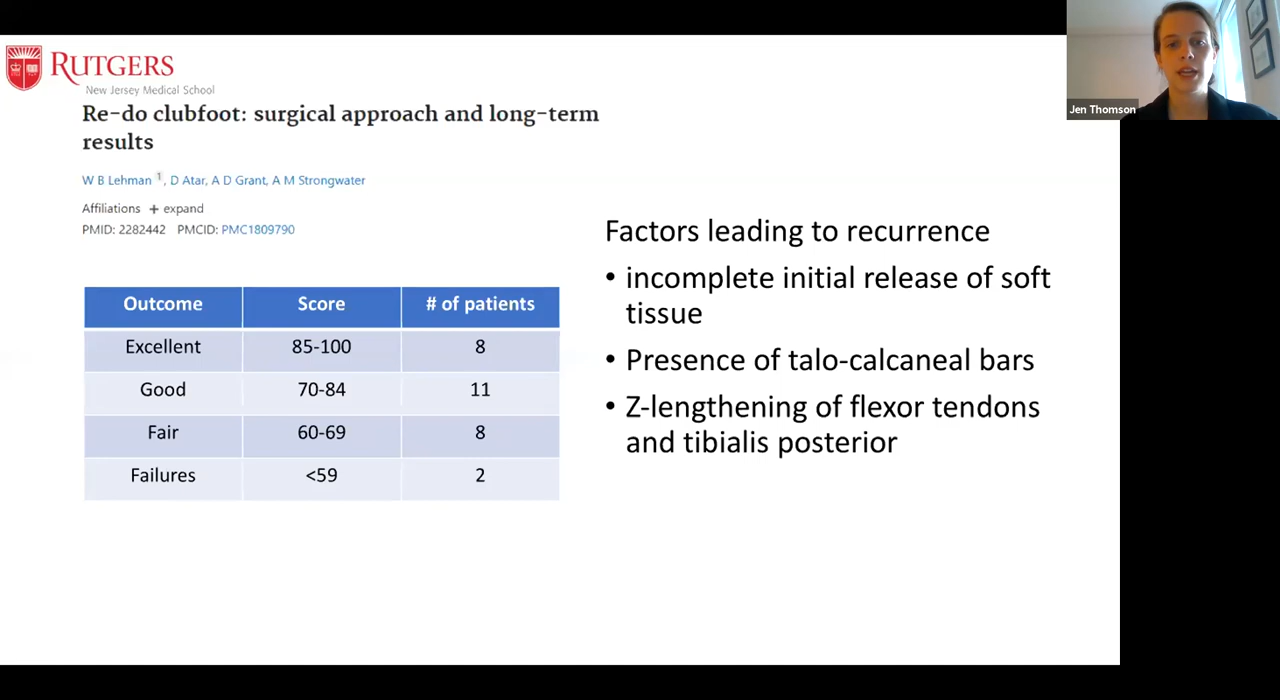 RUTGERS
New Jersey Medical School
Re-do clubfoot: surgical approach and long-term
results
W B Lehman 1, D Atar, A D Grant, A M Strongwater
Affiliations + expand
PMID: 2282442 PMCID: PMC1809790
Outcome Score # of patients
Excellent 85-100 8
Good 70-84 11
Fair 60-69 8
Failures <59 2
Factors leading to recurrence
• incomplete initial release of soft
tissue
• Presence of talo-calcaneal bars
• Z-lengthening of flexor tendons
and tibialis posterior
Jen Thomson